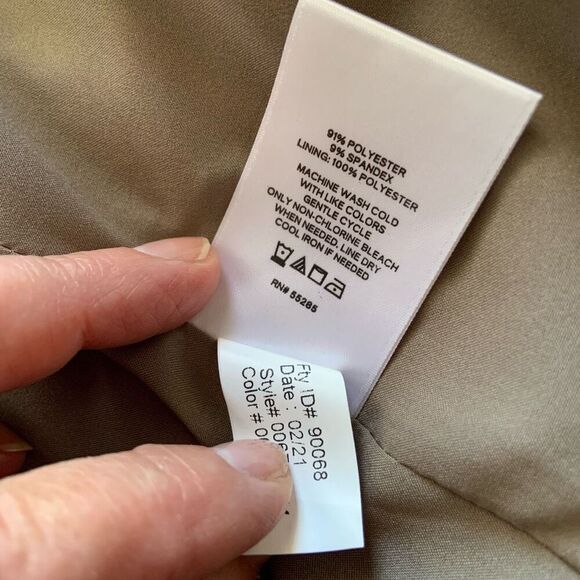 91% POLYESTER
9% SPANDEX
LINING: 100% POLYESTER
MACHINE WASH COLD
WITH LIKE COLORS
GENTLE CYCLE
ONLY NON-CHLORINE BLEACH
WHEN NEEDED, LINE DRY
COOL IRON IF NEEDED
RN# 55285
Fty ID# 90068
Date : 02/21
Style#
Color #